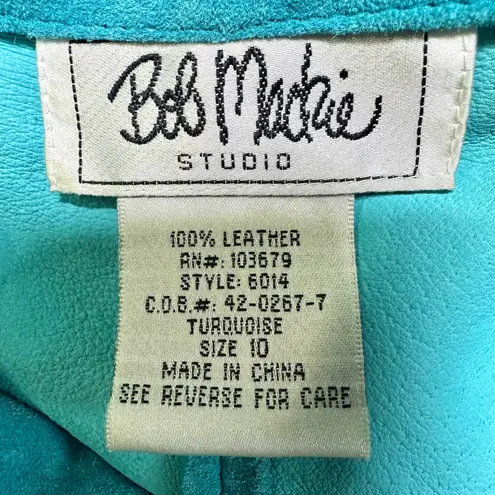 Bob Mackie
STUDIO
100% LEATHER
RN#: 103679
STYLE: 6014
C.O.B.#: 42-0267-7
TURQUOISE
SIZE 10
MADE IN CHINA
SEE REVERSE FOR CARE